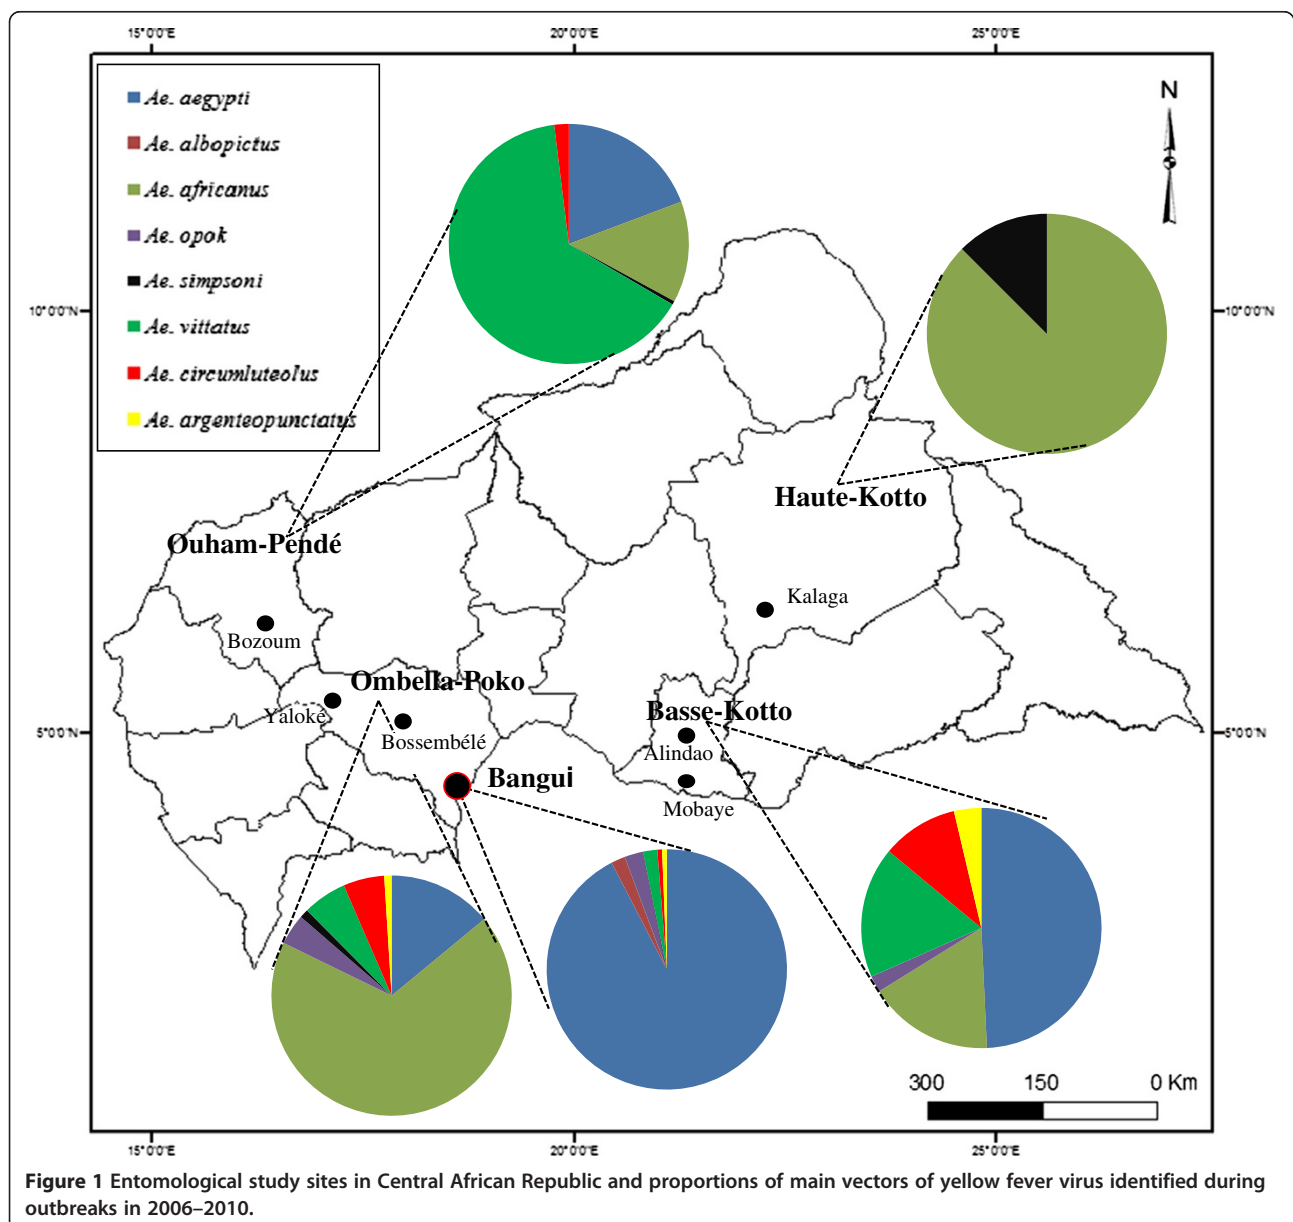 15°0'0"E 20°0'0"E 25°0'0"E
Ae. aegypti
Ae. albopictus
Ae. africanus
Ae. opok
Ae. simpsoni
Ae. vittatus
Ae. circumluteolus
Ae. argenteopunctatus
N
10°0'0"N 10°0'0"N
Haute-Kotto
Ouham-Pendé
Kalaga
Bozoum
Ombella-Poko
Yaloké
Bossembélé
Basse-Kotto
5°0'0"N 5°0'0"N
Alindao
Bangui
Mobaye
300 150 0 Km
15°0'0"E 20°0'0"E 25°0'0"E
Figure 1 Entomological study sites in Central African Republic and proportions of main vectors of yellow fever virus identified during
outbreaks in 2006–2010.